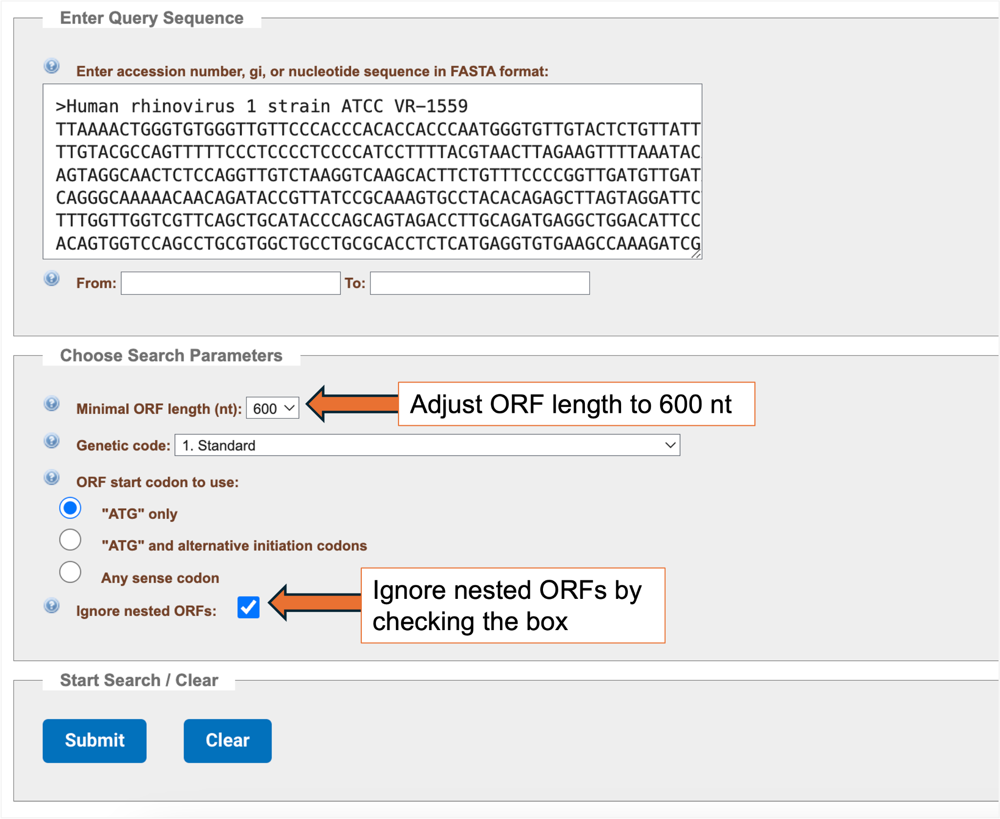 Enter Query Sequence
Enter accession number, gi, or nucleotide sequence in FASTA format:
>Human rhinovirus 1 strain ATCC VR-1559
TTAAAACTGGGTGTGGGTTGTTCCCACCCACACCACCCAATGGGTGTTGTACTCTGTTATT
TTGTACGCCAGTTTTTCCCTCCCCTCCCCATCCTTTTACGTAACTTAGAAGTTTTAAATAC
AGTAGGCAACTCTCCAGGTTGTCTAAGGTCAAGCACTTCTGTTTCCCCGGTTGATGTTGAT
CAGGGCAAAAACAACAGATACCGTTATCCGCAAAGTGCCTACACAGAGCTTAGTAGGATTC
TTTGGTTGGTCGTTCAGCTGCATACCCAGCAGTAGACCTTGCAGATGAGGCTGGACATTCC
ACAGTGGTCCAGCCTGCGTGGCTGCCTGCGCACCTCTCATGAGGTGTGAAGCCAAAGATCG
From: To:
Choose Search Parameters
Minimal ORF length (nt): 600
Adjust ORF length to 600 nt
Genetic code: 1. Standard
ORF start codon to use:
"ATG" only
"ATG" and alternative initiation codons
Any sense codon
Ignore nested ORFs:
Ignore nested ORFs by
checking the box
Start Search / Clear
Submit Clear